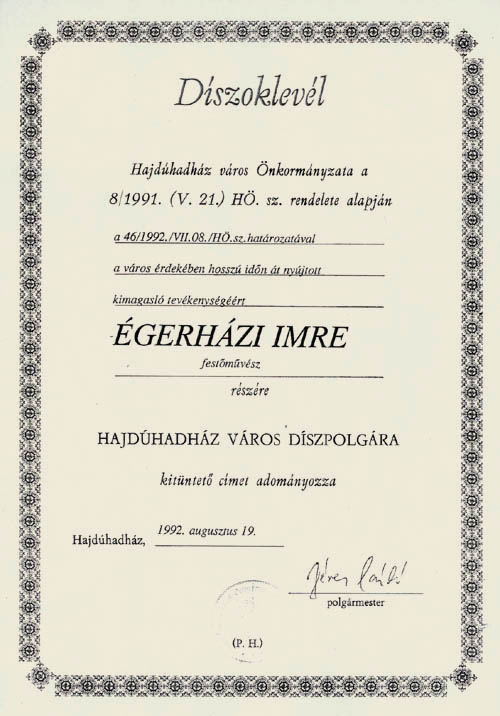 Díszoklevél
Hajdúhadház város Önkormányzata a
8/1991. (V. 21.) HÖ. sz. rendelete alapján
a 46/1992./VII.08./HÖ.sz.határozatával
a város érdekében hosszú időn át nyújtott
kimagasló tevékenységéért
ÉGERHÁZI IMRE
festőművész
részére
HAJDÚHADHÁZ VÁROS DÍSZPOLGÁRA
kitüntető címet adományozza
Hajdúhadház, 1992. augusztus 19.
polgármester
(P. H.)